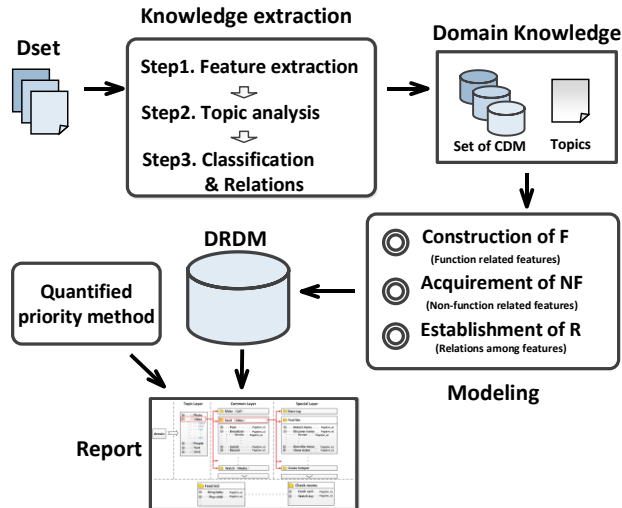 Knowledge extraction
Dset
Step1. Feature extraction
Step2. Topic analysis
Step3. Classification
& Relations
Domain Knowledge
Set of CDM
Topics
Construction of F
(Function related features)
Acquirement of NF
(Non-function related features)
Establishment of R
(Relations among features)
Modeling
DRDM
Quantified
priority method
Report
Topic Layer
Common Layer
Special Layer